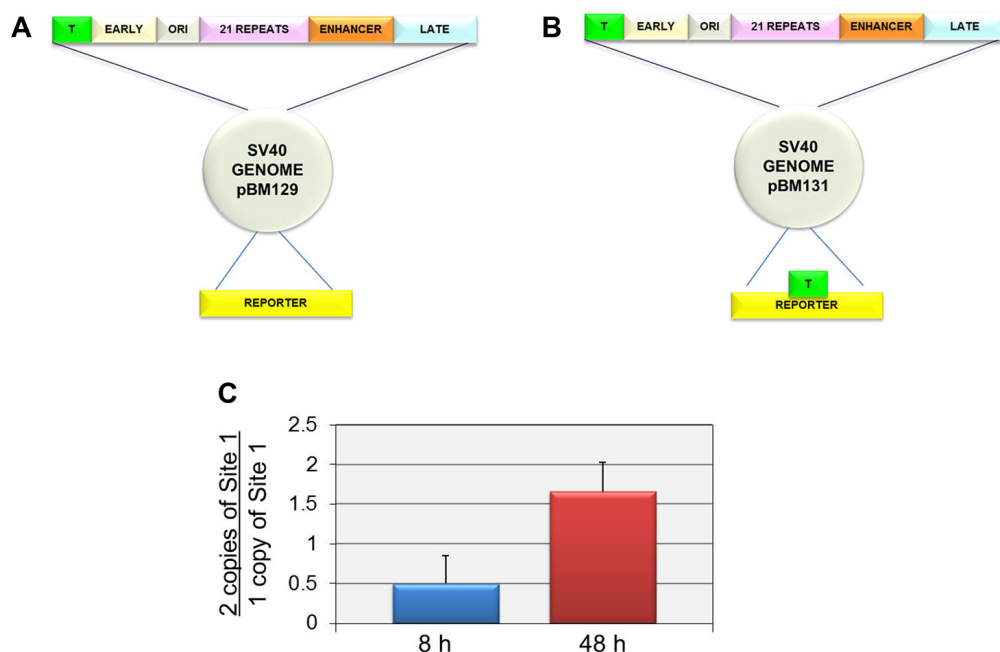 A
T EARLY ORI 21 REPEATS ENHANCER LATE
SV40
GENOME
pBM129
REPORTER
B
T EARLY ORI 21 REPEATS ENHANCER LATE
SV40
GENOME
pBM131
T
REPORTER
C
2 copies of Site 1
1 copy of Site 1
2.5
2
1.5
1
0.5
0
8 h 48 h